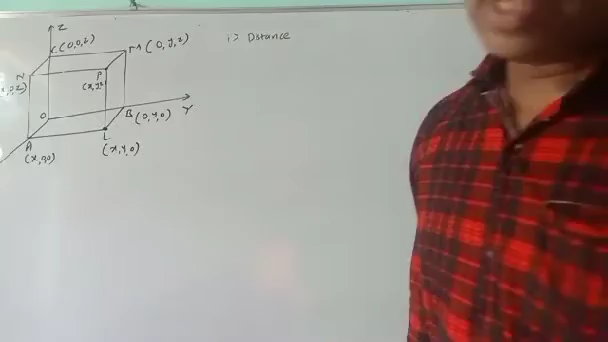 Z
C(0,0,z)
M(0,y,z)
1) Distance
N
P
(x,y,z)
O
B(0,y,0)
Y
A
(x,0,0)
L
(x,y,0)